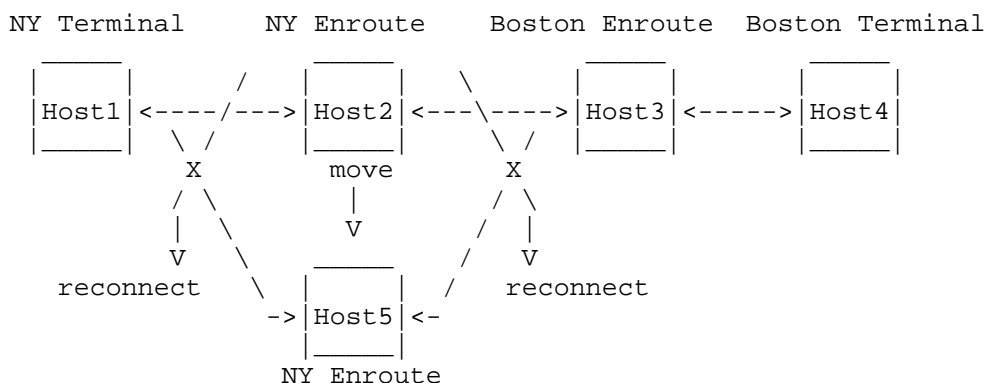 NY Terminal NY Enroute Boston Enroute Boston Terminal
Host1 Host2 Host3 Host4
X move X
V
V V
reconnect reconnect
Host5
NY Enroute